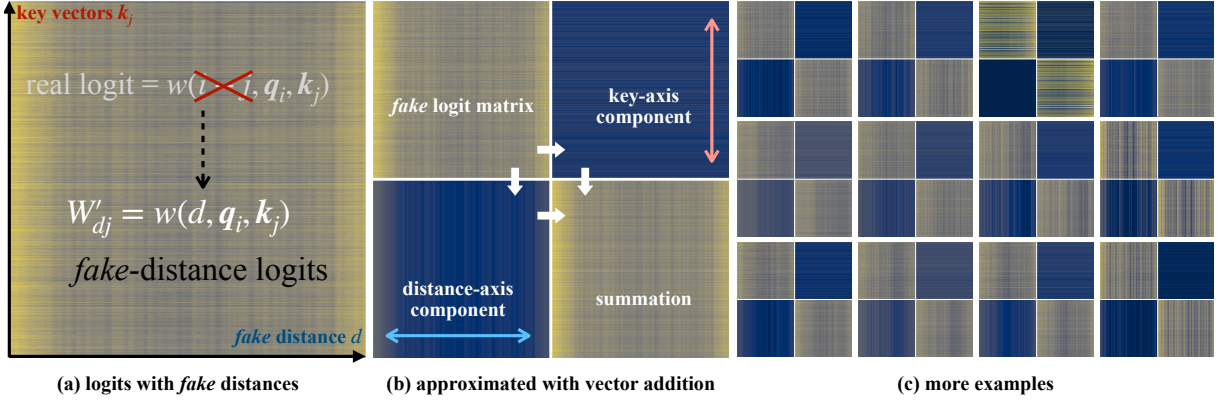 key vectors k_j
real logit = w(i − j, q_i, k_j)
W'_{dj} = w(d, q_i, k_j)
fake-distance logits
fake distance d
(a) logits with fake distances
fake logit matrix
key-axis
component
distance-axis
component
summation
(b) approximated with vector addition
(c) more examples